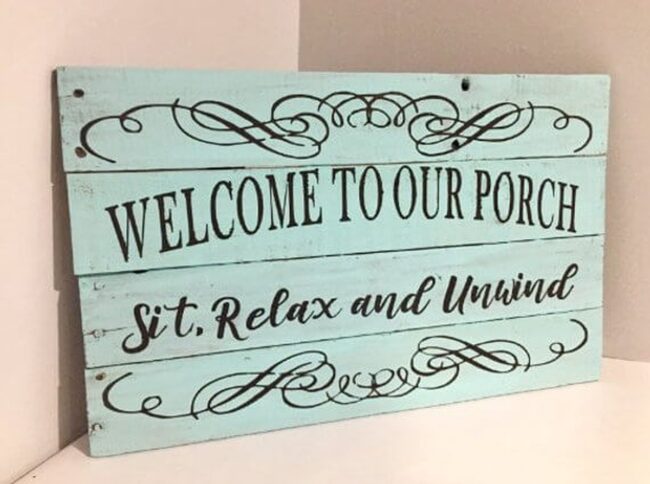 WELCOME TO OUR PORCH
Sit, Relax and Unwind